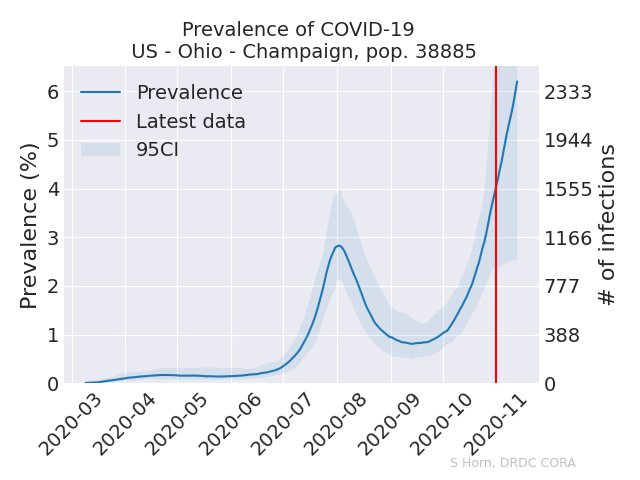 Prevalence of COVID-19
US - Ohio - Champaign, pop. 38885
Prevalence
Latest data
95CI
Prevalence (%)
6
5
4
3
2
1
0
2333
1944
1555
1166
777
388
0
# of infections
2020-03
2020-04
2020-05
2020-06
2020-07
2020-08
2020-09
2020-10
2020-11
S Horn, DRDC CORA